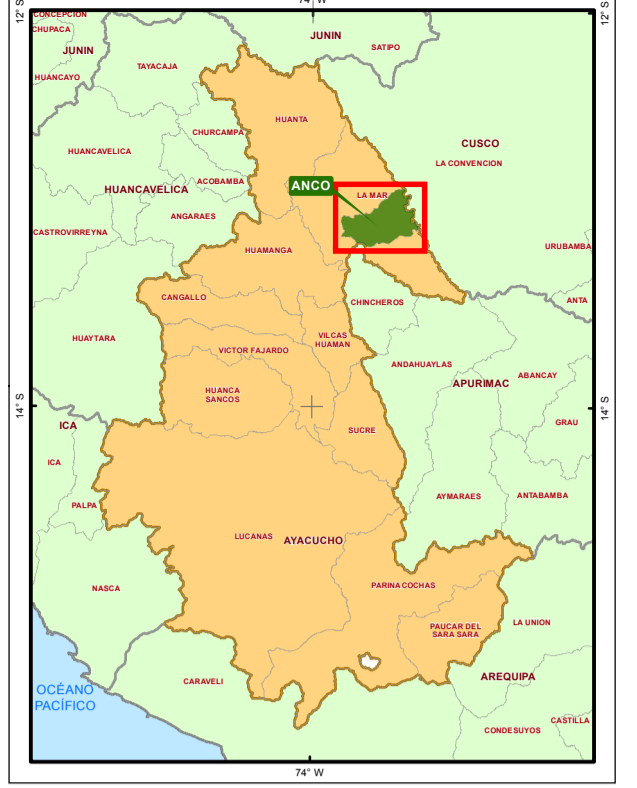 74° W
12° S
12° S
CONCEPCION
CHUPACA
JUNIN
JUNIN
SATIPO
TAYACAJA
HUANCAYO
HUANTA
CHURCAMPA
CUSCO
HUANCAVELICA
LA CONVENCION
ACOBAMBA
ANCO
HUANCAVELICA
LA MAR
ANGARAES
CASTROVIRREYNA
URUBAMBA
HUAMANGA
CANGALLO
CHINCHEROS
ANTA
HUAYTARA
VILCAS
HUAMAN
VICTOR FAJARDO
ANDAHUAYLAS
ABANCAY
APURIMAC
HUANCA
SANCOS
14° S
14° S
ICA
GRAU
SUCRE
ICA
AYMARAES
ANTABAMBA
PALPA
LUCANAS
AYACUCHO
NASCA
PARINACOCHAS
PAUCAR DEL
SARA SARA
LA UNION
CARAVELI
AREQUIPA
OCÉANO
PACÍFICO
CASTILLA
CONDESUYOS
74° W